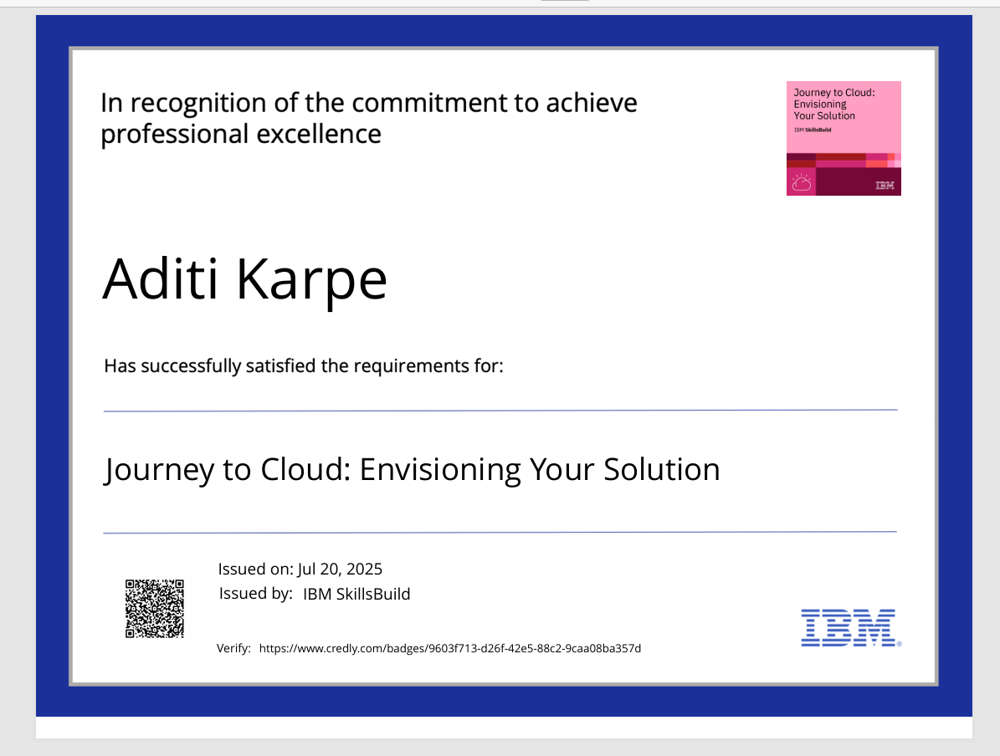 In recognition of the commitment to achieve
professional excellence
Journey to Cloud:
Envisioning
Your Solution
IBM SkillsBuild
IBM
Aditi Karpe
Has successfully satisfied the requirements for:
Journey to Cloud: Envisioning Your Solution
Issued on: Jul 20, 2025
Issued by: IBM SkillsBuild
Verify: https://www.credly.com/badges/9603f713-d26f-42e5-88c2-9caa08ba357d
IBM®